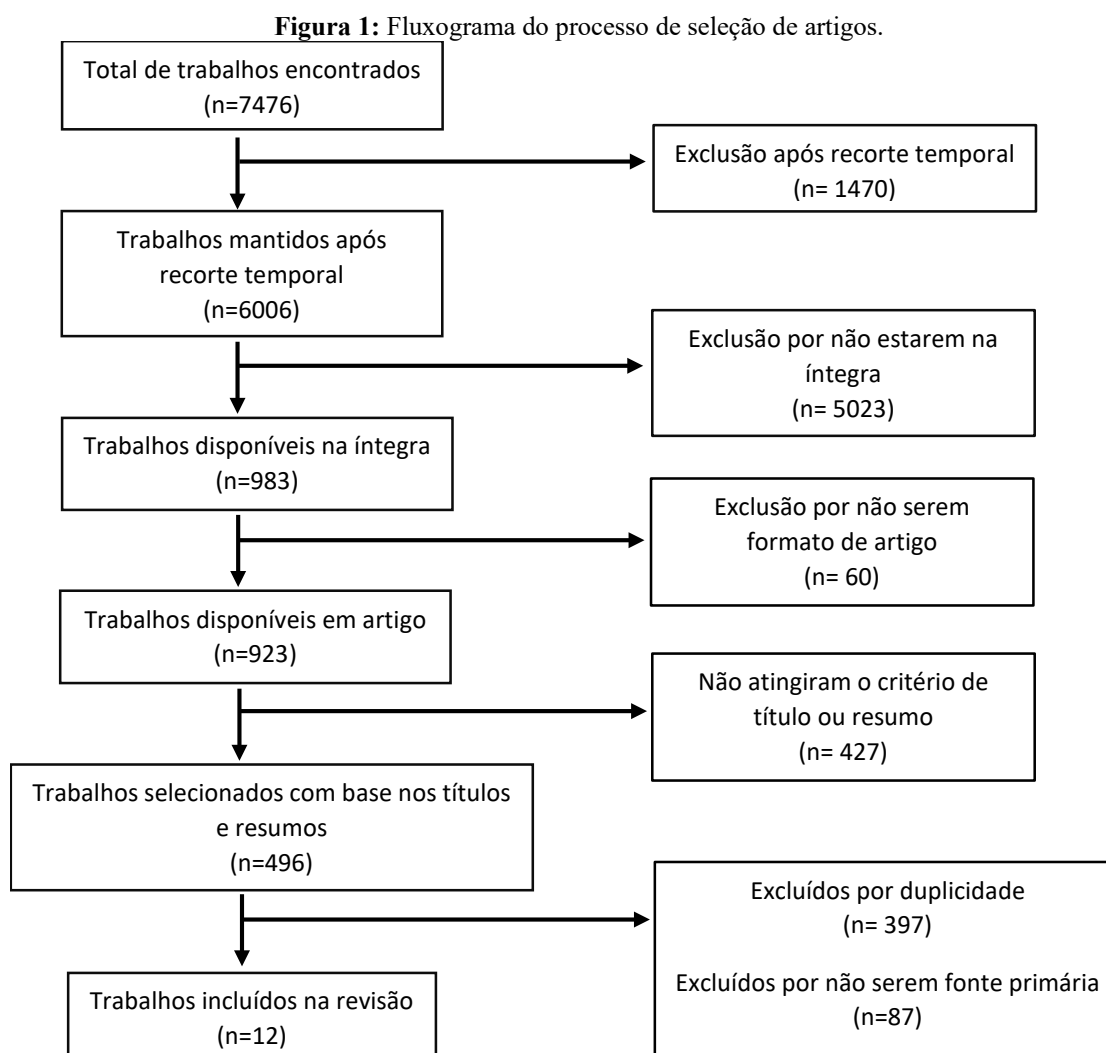 Figura 1: Fluxograma do processo de seleção de artigos.
Total de trabalhos encontrados
(n=7476)
Exclusão após recorte temporal
(n= 1470)
Trabalhos mantidos após
recorte temporal
(n=6006)
Exclusão por não estarem na
íntegra
(n= 5023)
Trabalhos disponíveis na íntegra
(n=983)
Exclusão por não serem
formato de artigo
(n= 60)
Trabalhos disponíveis em artigo
(n=923)
Não atingiram o critério de
título ou resumo
(n= 427)
Trabalhos selecionados com base nos títulos
e resumos
(n=496)
Excluídos por duplicidade
(n= 397)
Excluídos por não serem fonte primária
(n=87)
Trabalhos incluídos na revisão
(n=12)